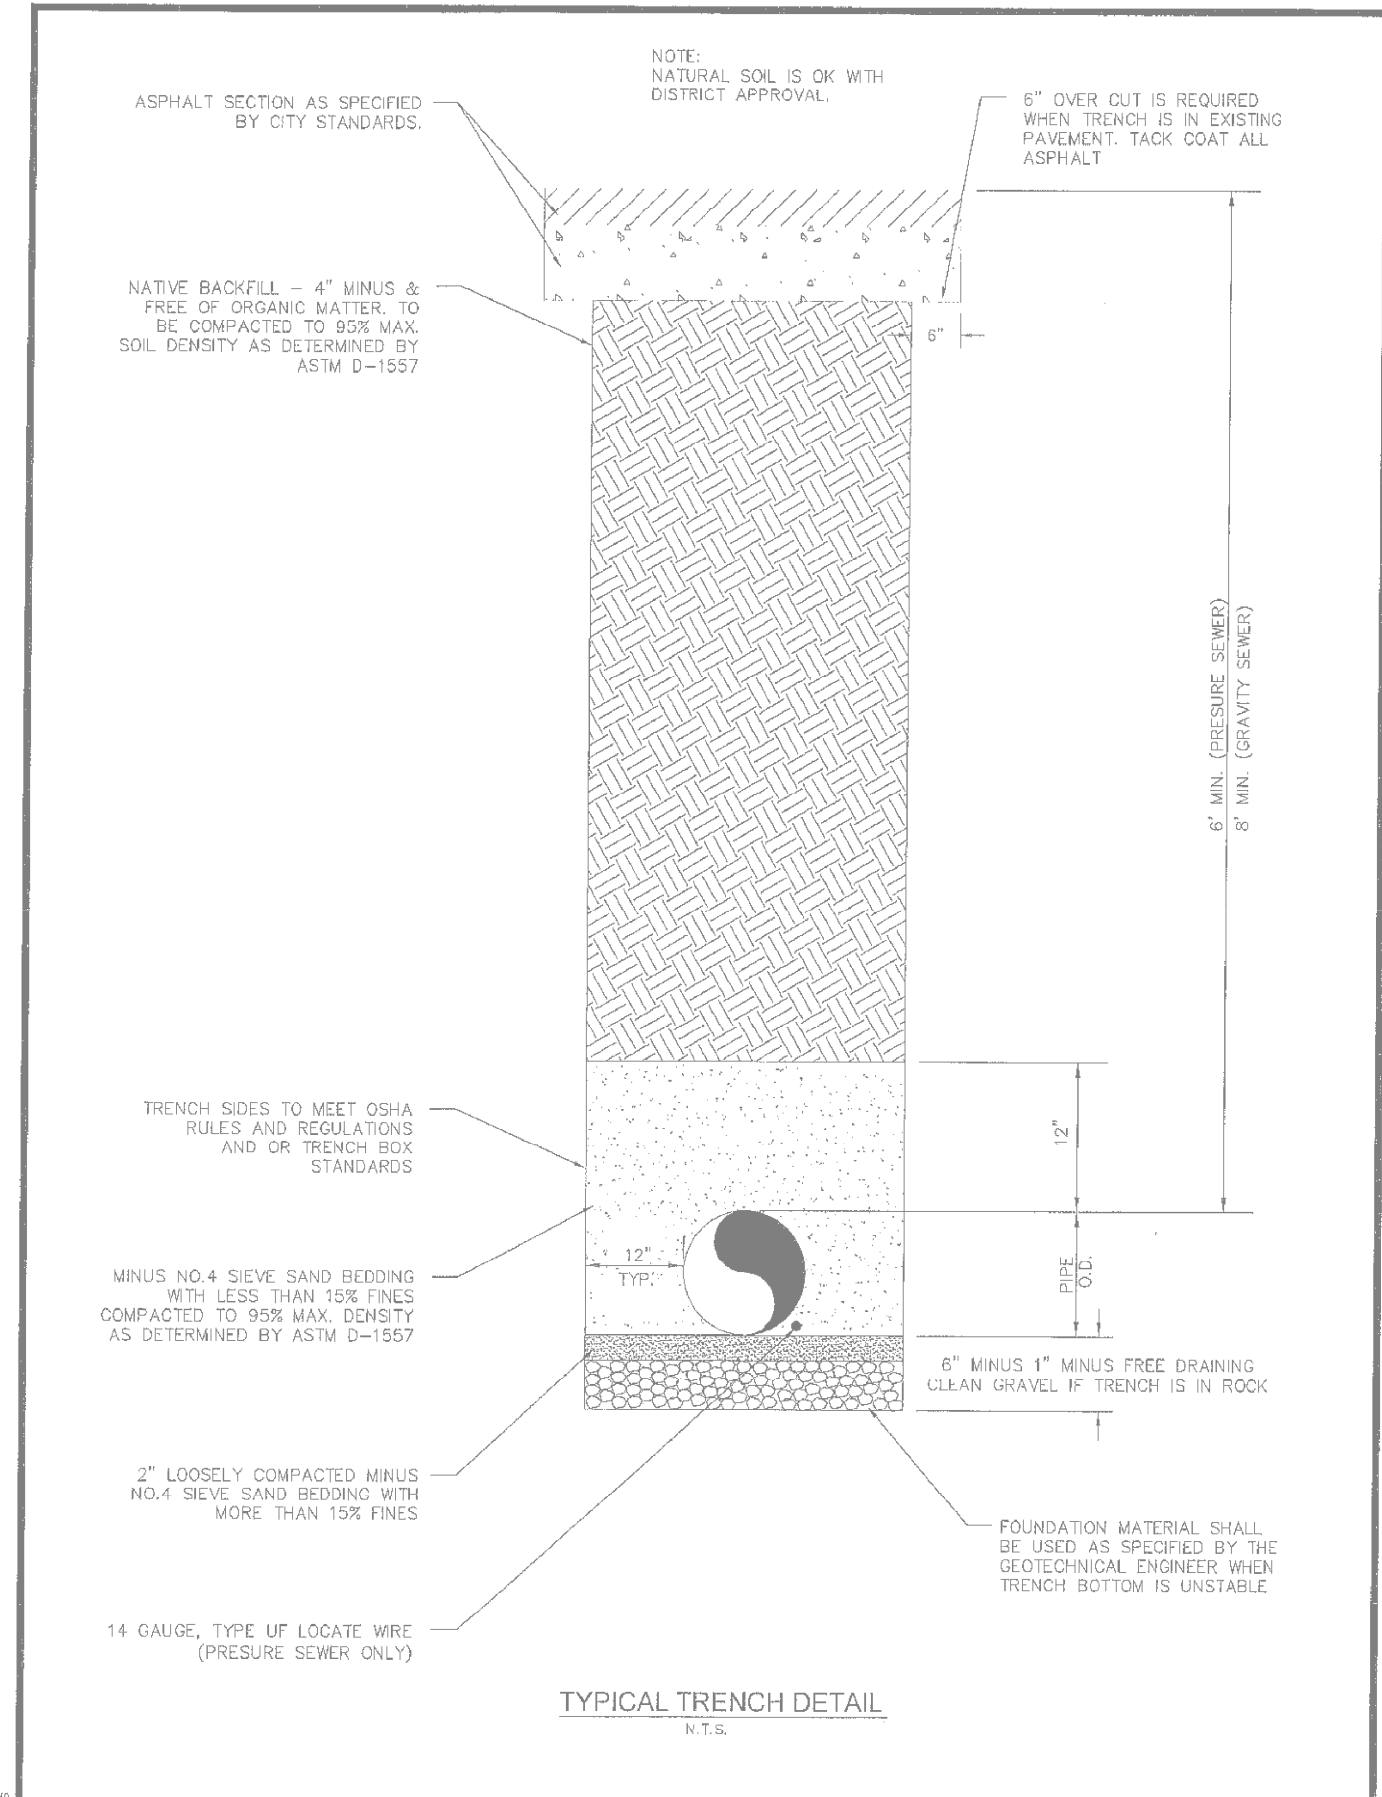 NOTE:
NATURAL SOIL IS OK WITH
DISTRICT APPROVAL.
ASPHALT SECTION AS SPECIFIED
BY CITY STANDARDS.
6" OVER CUT IS REQUIRED
WHEN TRENCH IS IN EXISTING
PAVEMENT. TACK COAT ALL
ASPHALT
NATIVE BACKFILL – 4" MINUS &
FREE OF ORGANIC MATTER. TO
BE COMPACTED TO 95% MAX.
SOIL DENSITY AS DETERMINED BY
ASTM D–1557
6"
6' MIN. (PRESURE SEWER)
8' MIN. (GRAVITY SEWER)
TRENCH SIDES TO MEET OSHA
RULES AND REGULATIONS
AND OR TRENCH BOX
STANDARDS
12"
12"
TYP.
PIPE
O.D.
MINUS NO.4 SIEVE SAND BEDDING
WITH LESS THAN 15% FINES
COMPACTED TO 95% MAX. DENSITY
AS DETERMINED BY ASTM D–1557
6" MINUS 1" MINUS FREE DRAINING
CLEAN GRAVEL IF TRENCH IS IN ROCK
2" LOOSELY COMPACTED MINUS
NO.4 SIEVE SAND BEDDING WITH
MORE THAN 15% FINES
FOUNDATION MATERIAL SHALL
BE USED AS SPECIFIED BY THE
GEOTECHNICAL ENGINEER WHEN
TRENCH BOTTOM IS UNSTABLE
14 GAUGE, TYPE UF LOCATE WIRE
(PRESURE SEWER ONLY)
TYPICAL TRENCH DETAIL
N.T.S.